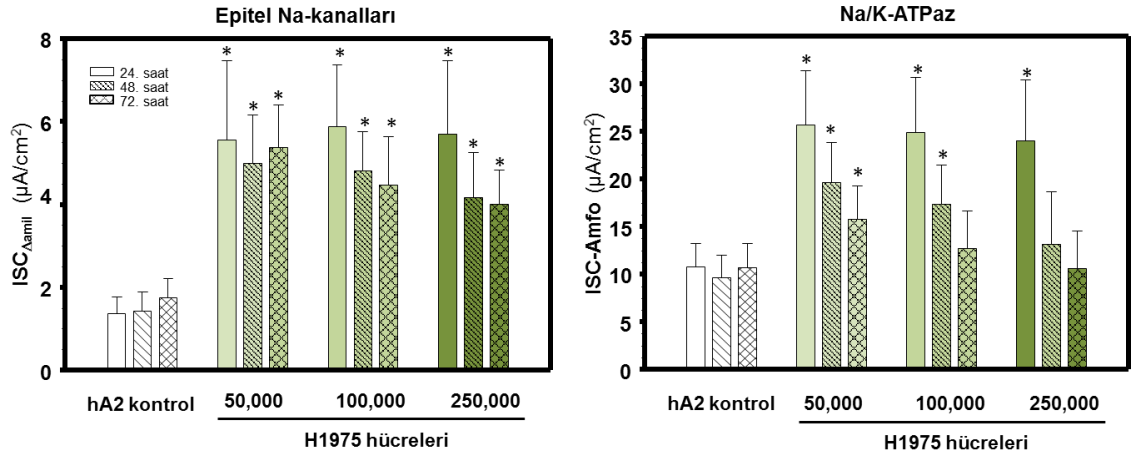 Epitel Na-kanalları
8
6
4
2
0
ISC∆amil (µA/cm²)
24. saat
48. saat
72. saat
* * * * * * * * *
hA2 kontrol 50,000 100,000 250,000
H1975 hücreleri
Na/K-ATPaz
35
30
25
20
15
10
5
0
ISC-Amfo (µA/cm²)
* * * * * *
hA2 kontrol 50,000 100,000 250,000
H1975 hücreleri